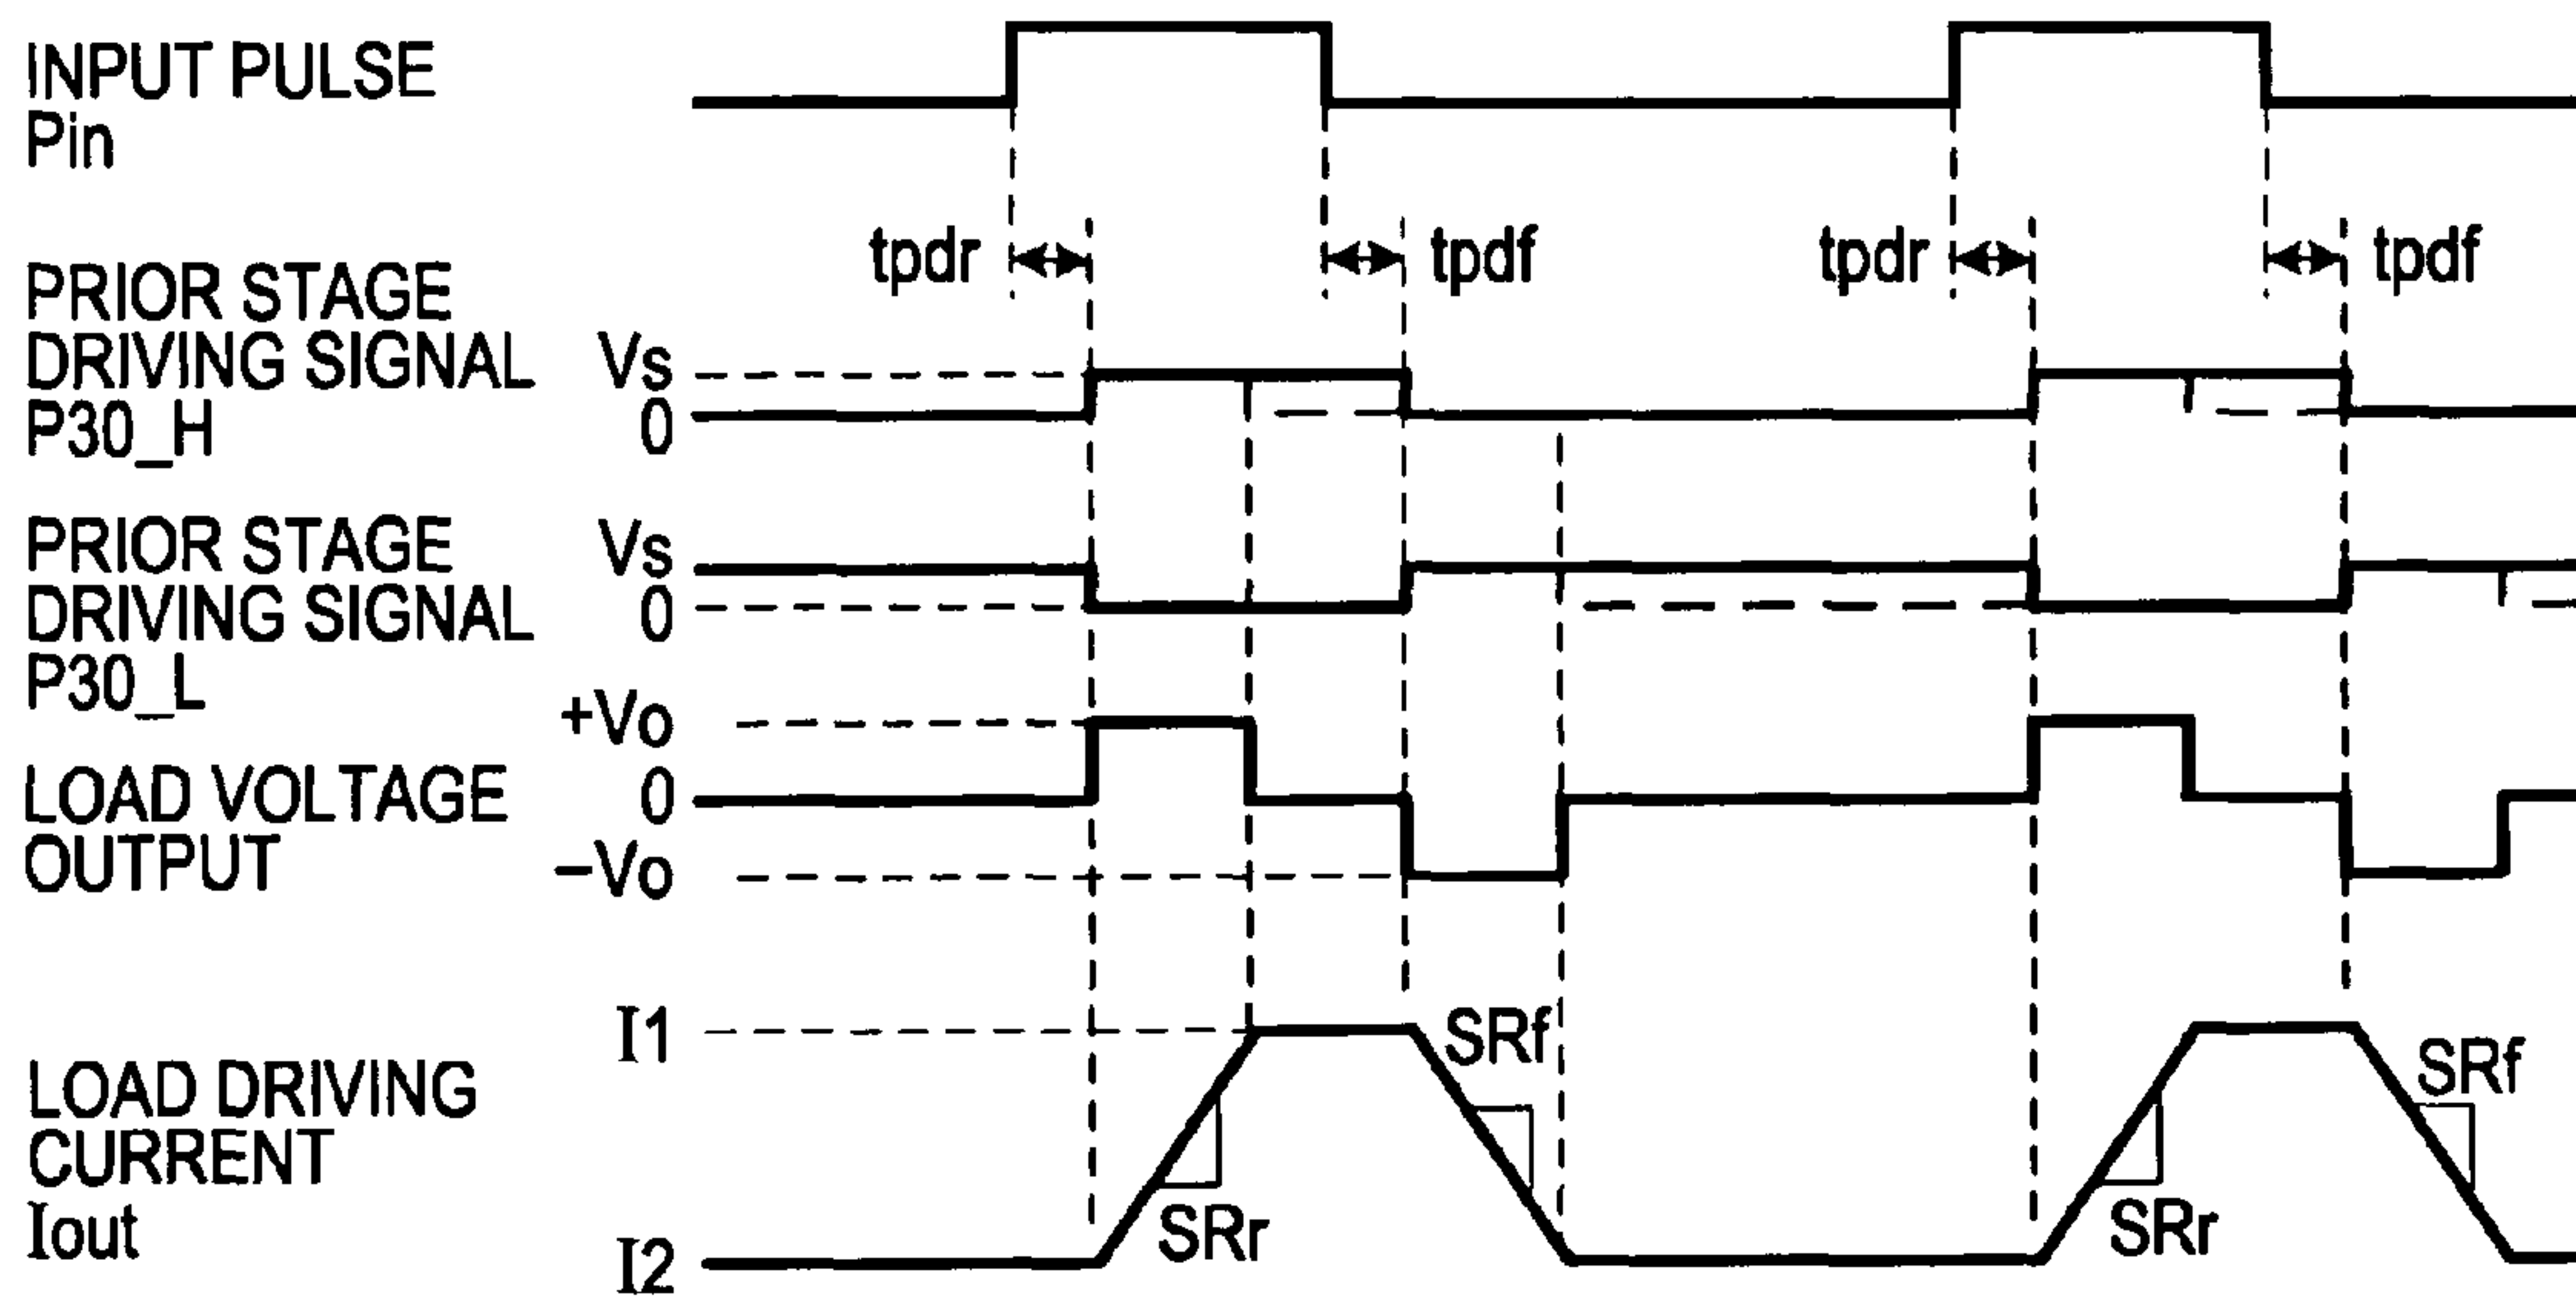 INPUT PULSE
Pin
tpdr
tpdf
tpdr
tpdf
PRIOR STAGE
DRIVING SIGNAL
P30_H
Vs
0
PRIOR STAGE
DRIVING SIGNAL
P30_L
Vs
0
LOAD VOLTAGE
OUTPUT
+Vo
0
−Vo
LOAD DRIVING
CURRENT
Iout
I1
I2
SRr
SRf
SRr
SRf